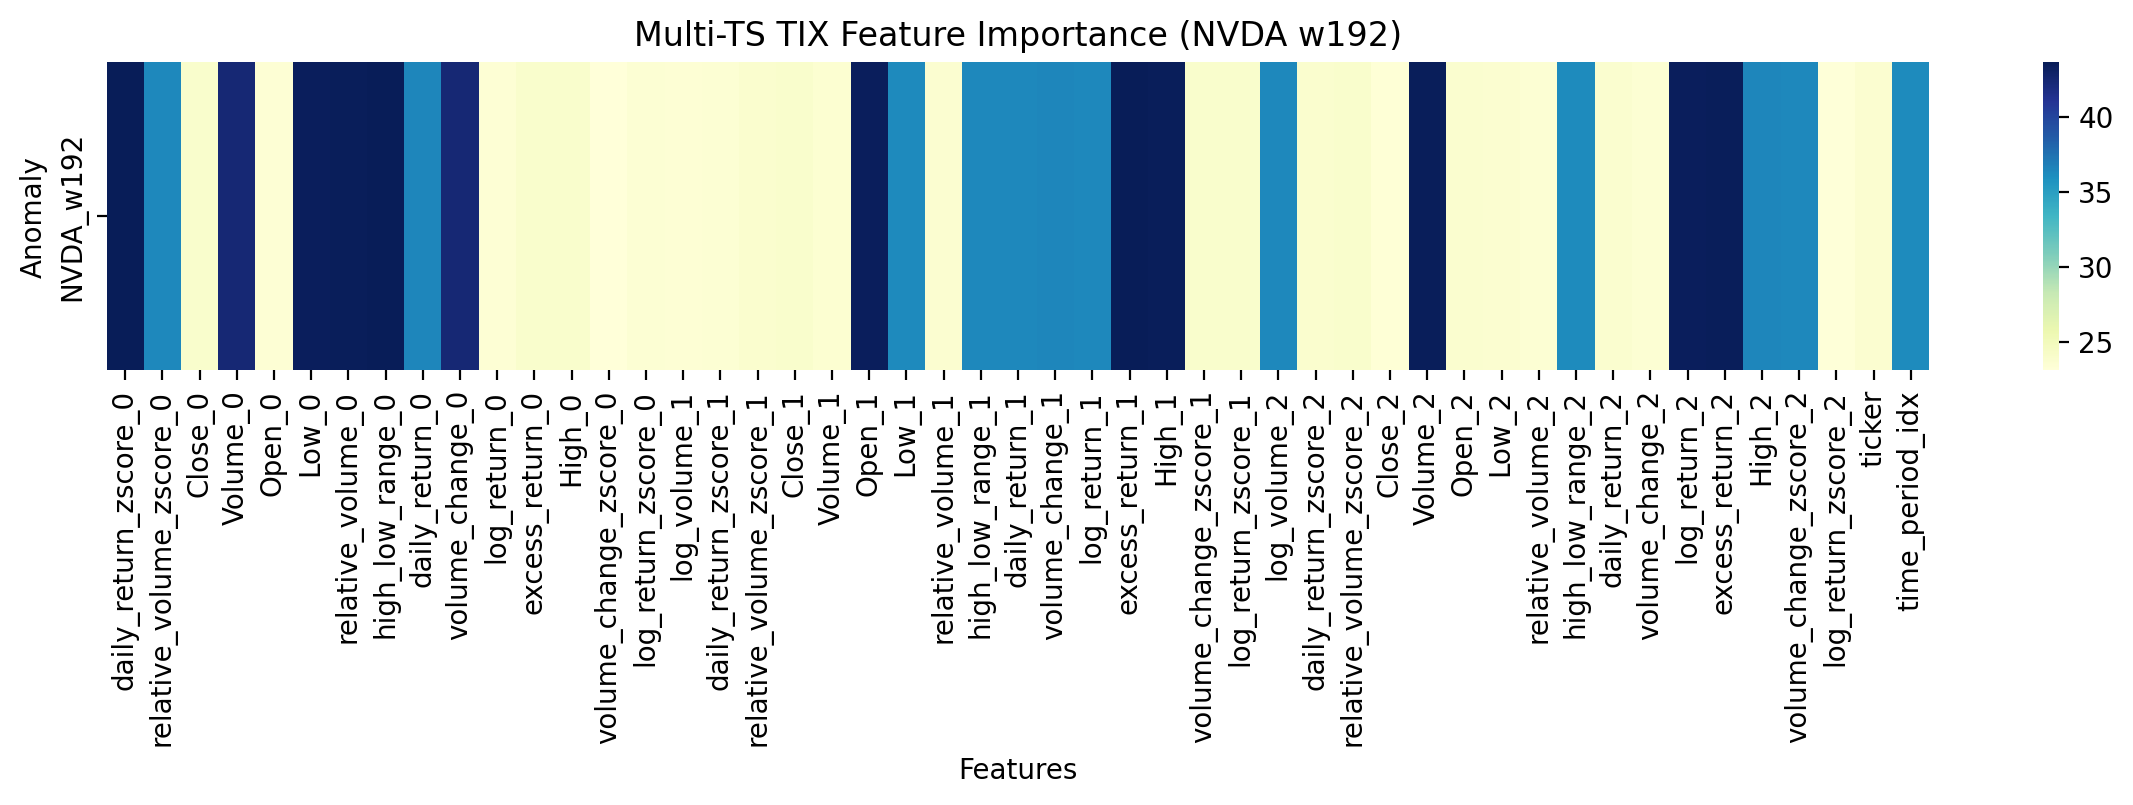 Multi-TS TIX Feature Importance (NVDA w192)
Anomaly
NVDA_w192
40
35
30
25
daily_return_zscore_0
relative_volume_zscore_0
Close_0
Volume_0
Open_0
Low_0
relative_volume_0
high_low_range_0
daily_return_0
volume_change_0
log_return_0
excess_return_0
High_0
volume_change_zscore_0
log_return_zscore_0
log_volume_1
daily_return_zscore_1
relative_volume_zscore_1
Close_1
Volume_1
Open_1
Low_1
relative_volume_1
high_low_range_1
daily_return_1
volume_change_1
log_return_1
excess_return_1
High_1
volume_change_zscore_1
log_return_zscore_1
log_volume_2
daily_return_zscore_2
relative_volume_zscore_2
Close_2
Volume_2
Open_2
Low_2
relative_volume_2
high_low_range_2
daily_return_2
volume_change_2
log_return_2
excess_return_2
High_2
volume_change_zscore_2
log_return_zscore_2
ticker
time_period_idx
Features